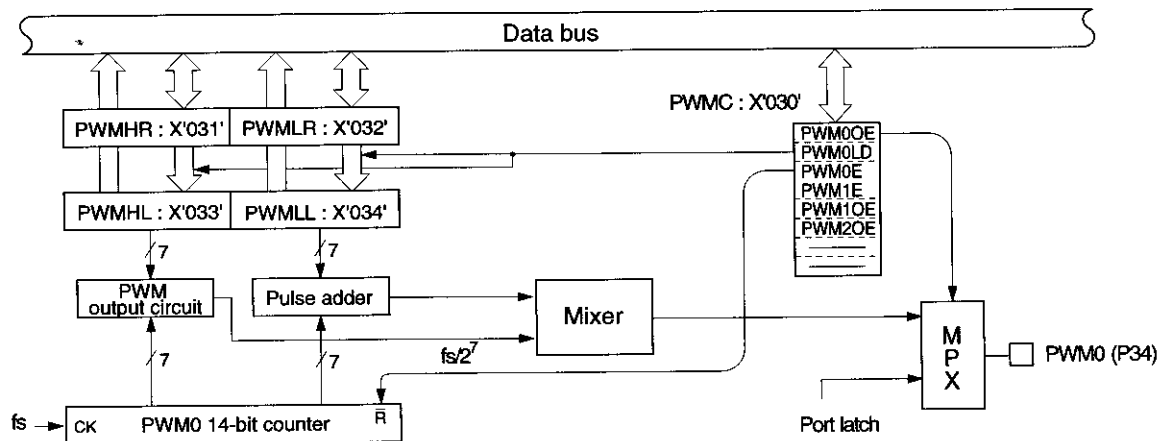 Data bus
PWMC : X'030'
PWMHR : X'031' PWMLR : X'032'
PWM0OE
PWM0LD
PWM0E
PWM1E
PWM1OE
PWM2OE
PWMHL : X'033' PWMLL : X'034'
7 7
PWM
output circuit
Pulse adder
Mixer
M
P
X
PWM0 (P34)
7 7
fs/2⁷
Port latch
fs CK PWM0 14-bit counter R̅